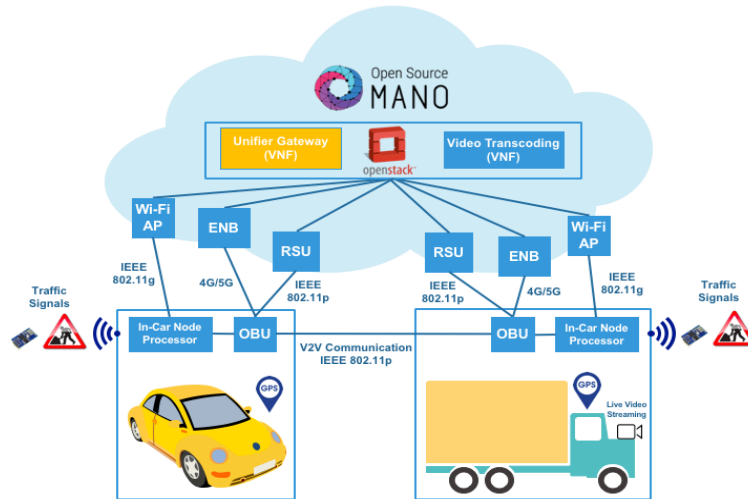 Open Source
MANO
Unifier Gateway
(VNF)
openstack
Video Transcoding
(VNF)
Wi-Fi
AP
ENB
RSU
RSU
ENB
Wi-Fi
AP
IEEE
802.11g
4G/5G
IEEE
802.11p
IEEE
802.11p
4G/5G
IEEE
802.11g
Traffic
Signals
Traffic
Signals
In-Car Node
Processor
OBU
V2V Communication
IEEE 802.11p
OBU
In-Car Node
Processor
GPS
GPS
Live Video
Streaming